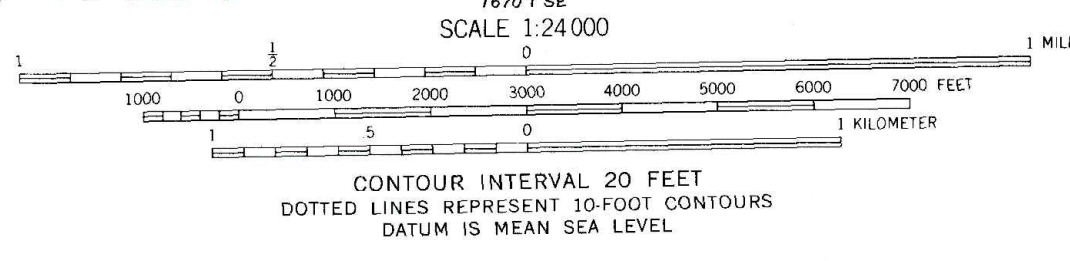 SCALE 1:24 000
1 ½ 0 1 MILE
1000 0 1000 2000 3000 4000 5000 6000 7000 FEET
1 .5 0 1 KILOMETER
CONTOUR INTERVAL 20 FEET
DOTTED LINES REPRESENT 10-FOOT CONTOURS
DATUM IS MEAN SEA LEVEL